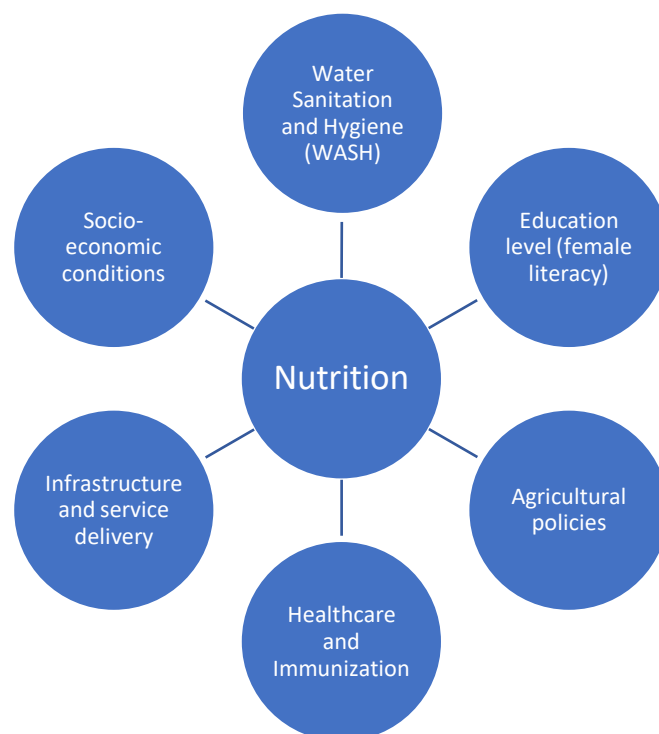 Water
Sanitation
and Hygiene
(WASH)
Socio-
economic
conditions
Education
level (female
literacy)
Nutrition
Infrastructure
and service
delivery
Agricultural
policies
Healthcare
and
Immunization